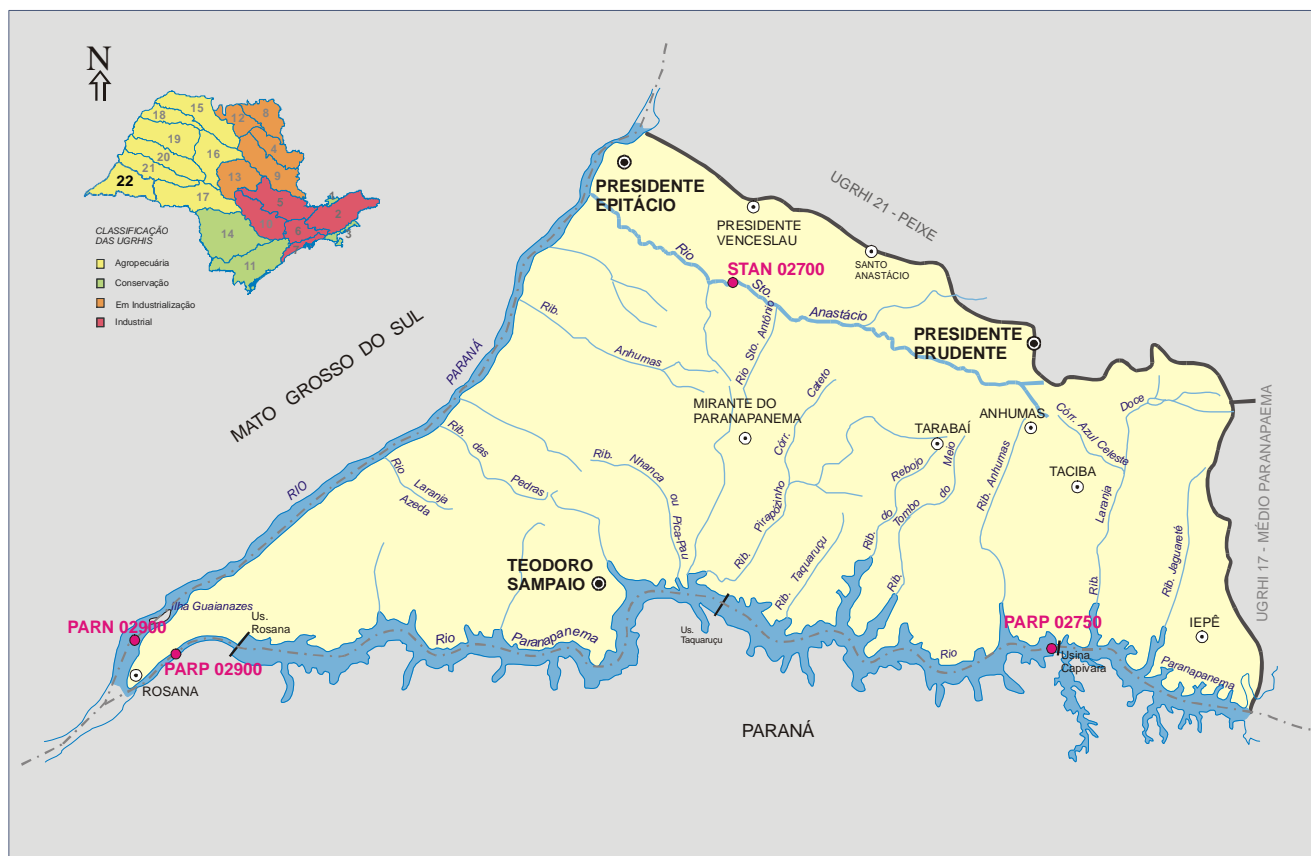 N
15
18
12
8
19
4
20
16
21
9
22
13
17
5
2
6
3
14
11
CLASSIFICAÇÃO
DAS UGRHIS
Agropecuária
Conservação
Em Industrialização
Industrial
MATO GROSSO DO SUL
RIO
PARANÁ
UGRHI 21 - PEIXE
PRESIDENTE
EPITÁCIO
PRESIDENTE
VENCESLAU
SANTO
ANASTÁCIO
STAN 02700
Rio
Sto.
Anastácio
PRESIDENTE
PRUDENTE
Rib.
Anhumas
Rio Sto. Antônio
MIRANTE DO
PARANAPANEMA
Cateto
Córr.
Pirapózinho
Rib.
TARABAÍ
ANHUMAS
Córr. Azul Celeste
Doce
Laranja
Rib.
TACIBA
Rib.
das
Pedras
Rio
Laranja
Azeda
Rib.
Nhanca
ou Pica-Pau
Rib. Taquaruçu
Rebojo
do
Rib.
Meio
do
Tombo
Rib.
Rib. Anhumas
Rib. Jaguareté
UGRHI 17 - MÉDIO PARANAPAEMA
TEODORO
SAMPAIO
Ilha Guaianazes
PARN 02900
Us.
Rosana
PARP 02900
ROSANA
Rio
Paranapanema
Us.
Taquaruçu
Rio
PARP 02750
Usina
Capivara
IEPÊ
Paranapanema
PARANÁ